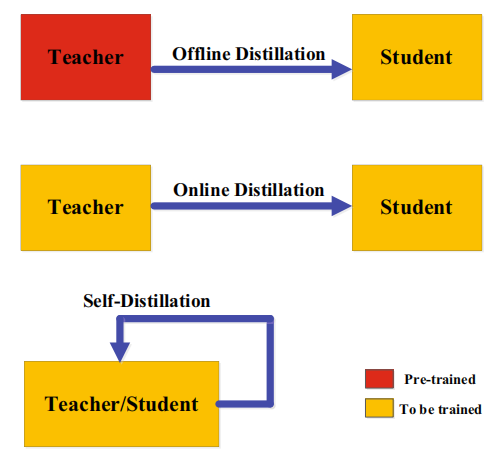 Teacher
Offline Distillation
Student
Teacher
Online Distillation
Student
Self-Distillation
Teacher/Student
Pre-trained
To be trained